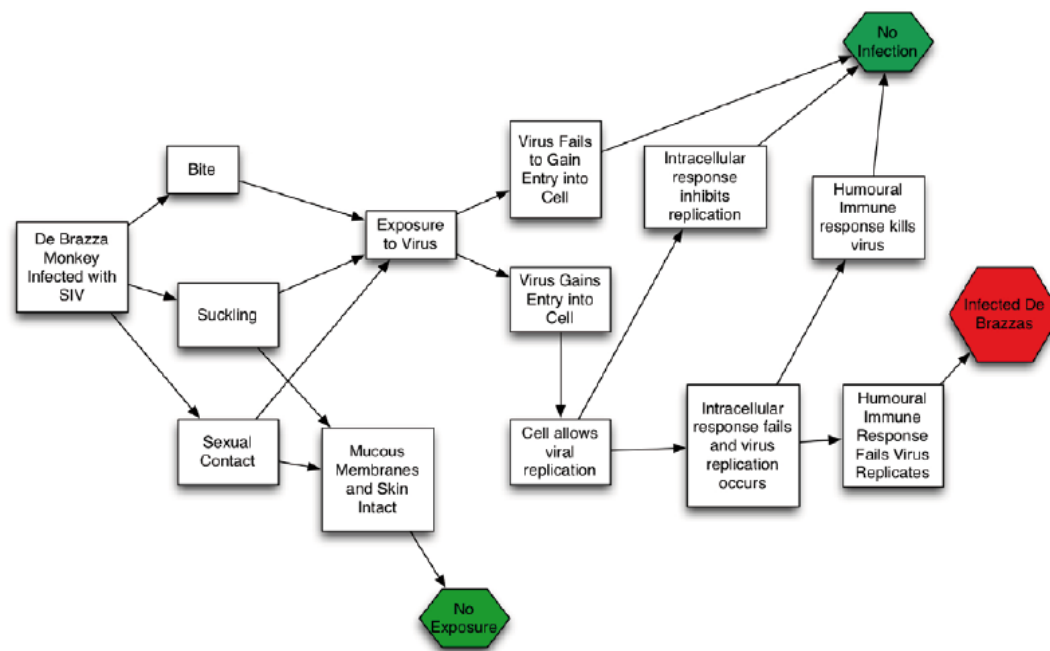 De Brazza
Monkey
Infected with
SIV
Bite
Suckling
Sexual
Contact
Exposure
to Virus
Mucous
Membranes
and Skin
Intact
No
Exposure
Virus Fails
to Gain
Entry into
Cell
Virus Gains
Entry into
Cell
Cell allows
viral
replication
Intracellular
response
inhibits
replication
Intracellular
response fails
and virus
replication
occurs
No
Infection
Humoural
Immune
response kills
virus
Humoural
Immune
Response
Fails Virus
Replicates
Infected De
Brazzas